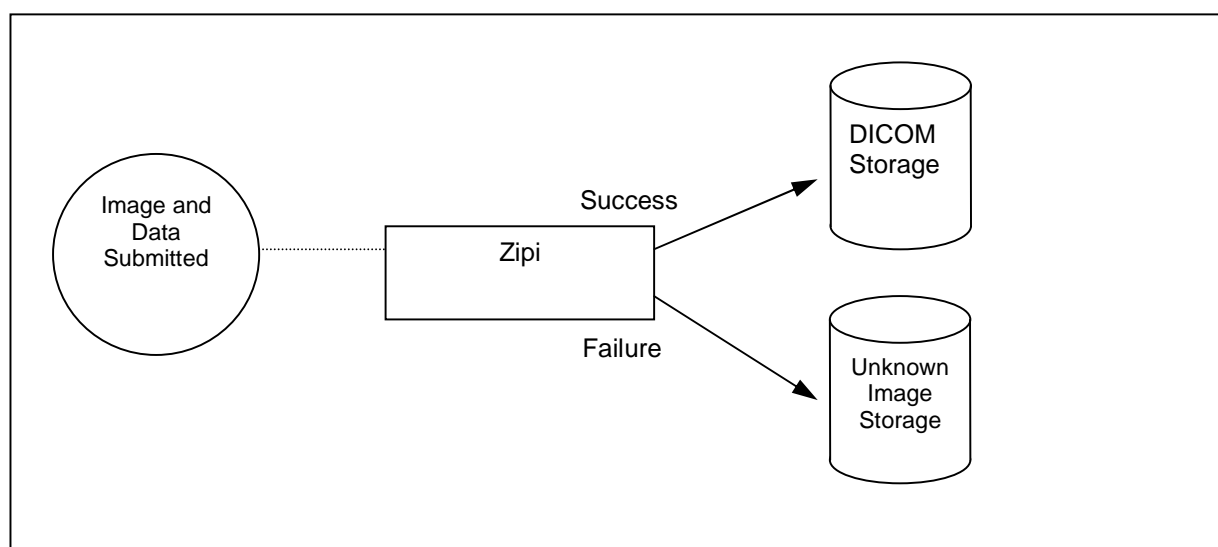 Image and
Data
Submitted
Zipi
Success
Failure
DICOM
Storage
Unknown
Image
Storage